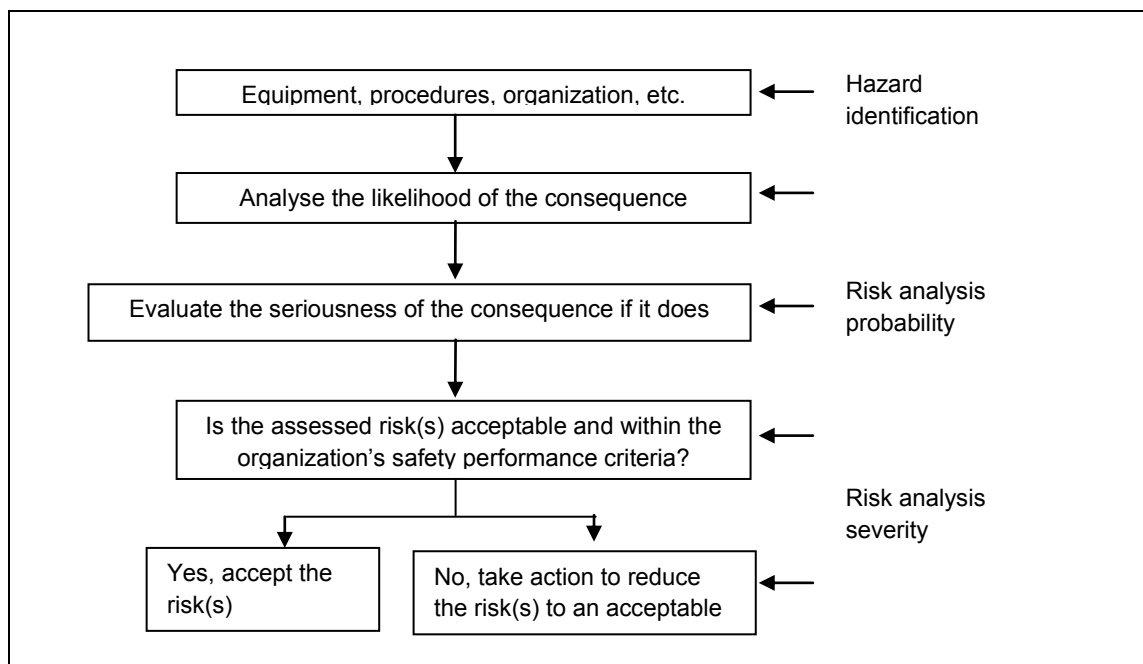 Equipment, procedures, organization, etc.
Hazard
identification
Analyse the likelihood of the consequence
Evaluate the seriousness of the consequence if it does
Risk analysis
probability
Is the assessed risk(s) acceptable and within the
organization’s safety performance criteria?
Risk analysis
severity
Yes, accept the
risk(s)
No, take action to reduce
the risk(s) to an acceptable